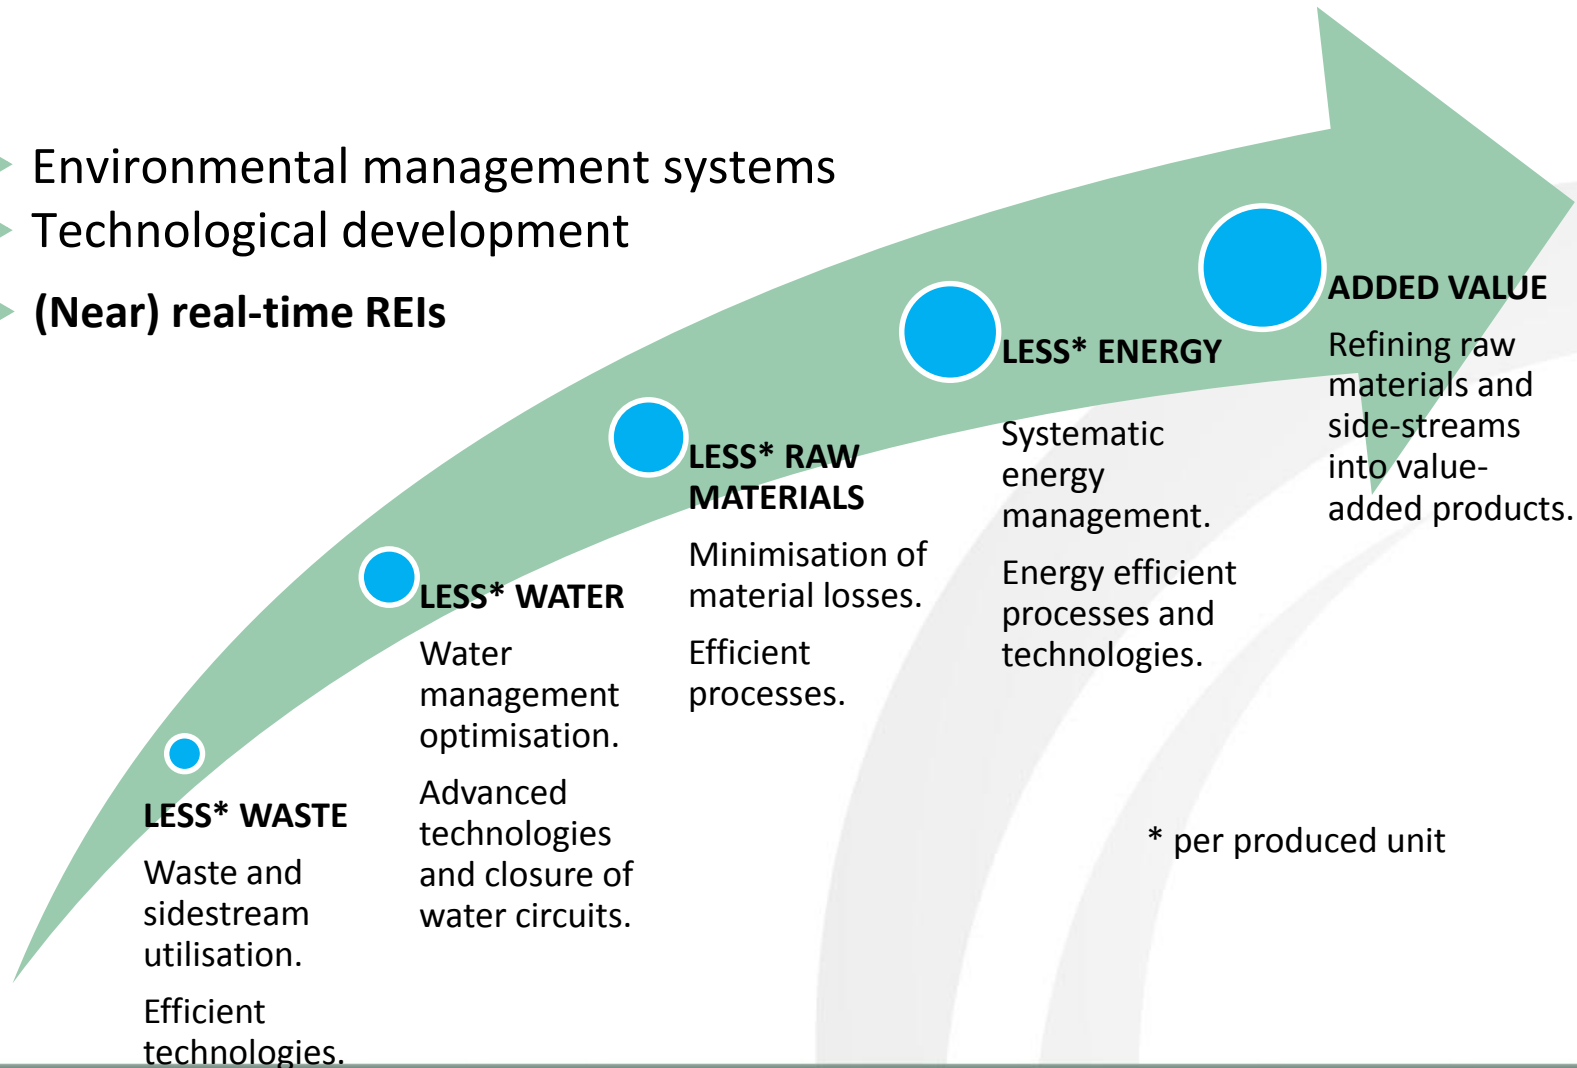 Environmental management systems
Technological development
(Near) real-time REIs
LESS* WASTE
Waste and
sidestream
utilisation.
Efficient
technologies.
LESS* WATER
Water
management
optimisation.
Advanced
technologies
and closure of
water circuits.
LESS* RAW
MATERIALS
Minimisation of
material losses.
Efficient
processes.
LESS* ENERGY
Systematic
energy
management.
Energy efficient
processes and
technologies.
ADDED VALUE
Refining raw
materials and
side-streams
into value-
added products.
* per produced unit